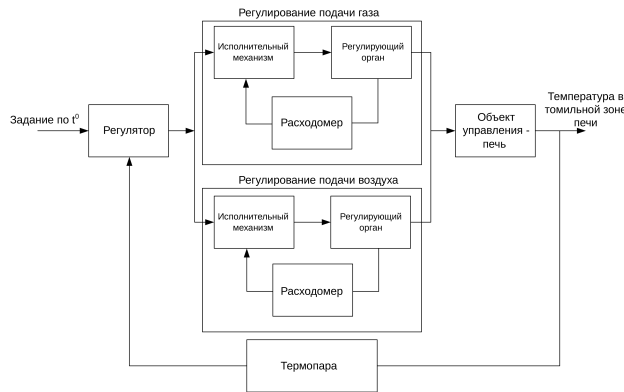 Регулирование подачи газа
Исполнительный
механизм
Регулирующий
орган
Расходомер
Задание по t⁰
Регулятор
Объект
управления -
печь
Температура в
томильной зоне
печи
Регулирование подачи воздуха
Исполнительный
механизм
Регулирующий
орган
Расходомер
Термопара